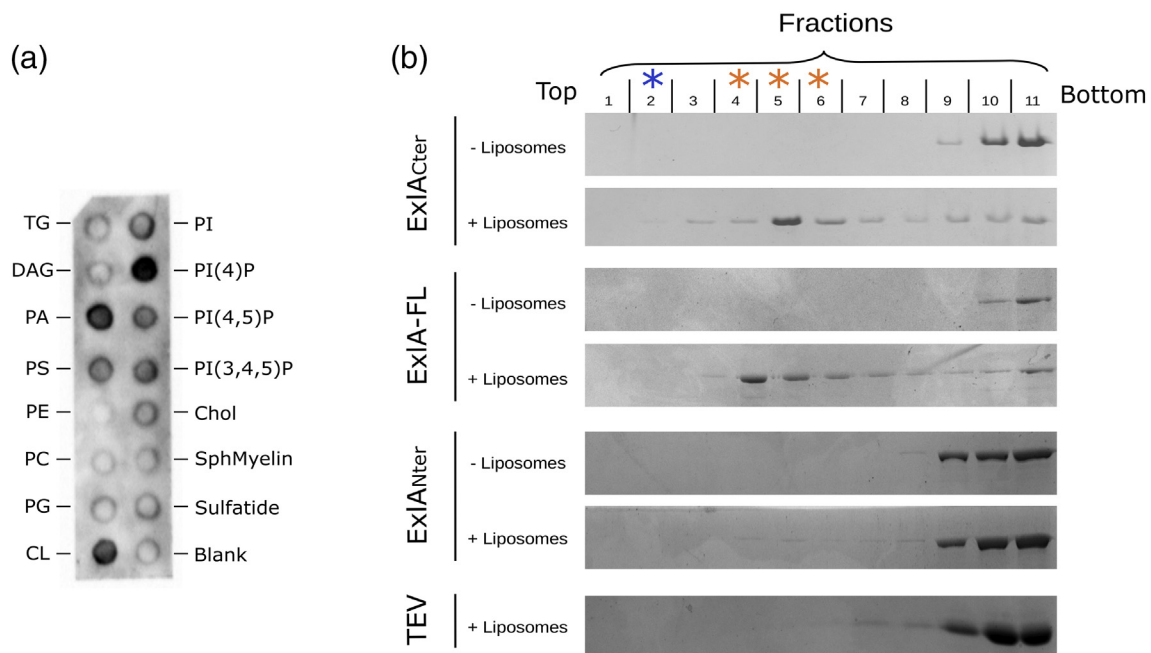 (a)
TG
PI
DAG
PI(4)P
PA
PI(4,5)P
PS
PI(3,4,5)P
PE
Chol
PC
SphMyelin
PG
Sulfatide
CL
Blank
(b)
Fractions
Top
1 2 3 4 5 6 7 8 9 10 11
Bottom
ExlACter
- Liposomes
+ Liposomes
ExlA-FL
- Liposomes
+ Liposomes
ExlANter
- Liposomes
+ Liposomes
TEV
+ Liposomes